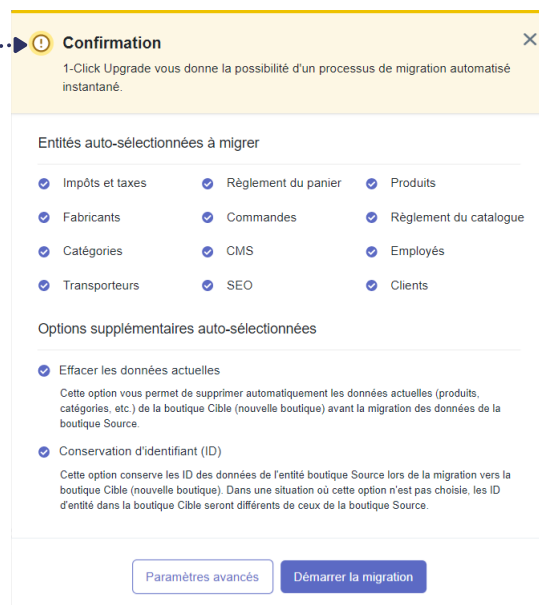 Confirmation
1-Click Upgrade vous donne la possibilité d'un processus de migration automatisé
instantané.
Entités auto-sélectionnées à migrer
Impôts et taxes Règlement du panier Produits
Fabricants Commandes Règlement du catalogue
Catégories CMS Employés
Transporteurs SEO Clients
Options supplémentaires auto-sélectionnées
Effacer les données actuelles
Cette option vous permet de supprimer automatiquement les données actuelles (produits,
catégories, etc.) de la boutique Cible (nouvelle boutique) avant la migration des données de la
boutique Source.
Conservation d'identifiant (ID)
Cette option conserve les ID des données de l'entité boutique Source lors de la migration vers la
boutique Cible (nouvelle boutique). Dans une situation où cette option n'est pas choisie, les ID
d'entité dans la boutique Cible seront différents de ceux de la boutique Source.
Paramètres avancés Démarrer la migration